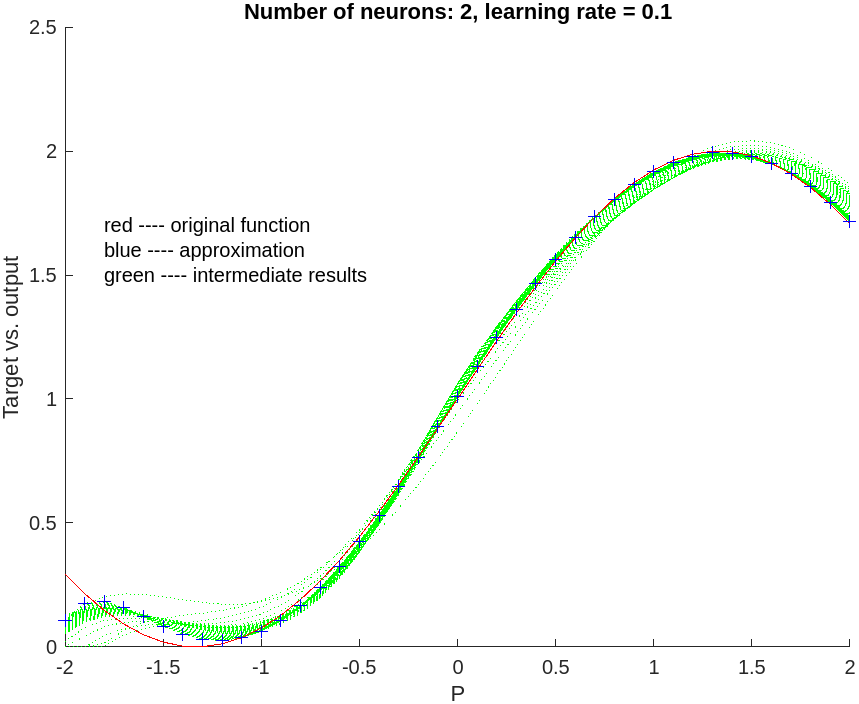 Number of neurons: 2, learning rate = 0.1
2.5
2
1.5
1
0.5
0
red ---- original function
blue ---- approximation
green ---- intermediate results
Target vs. output
-2 -1.5 -1 -0.5 0 0.5 1 1.5 2
P